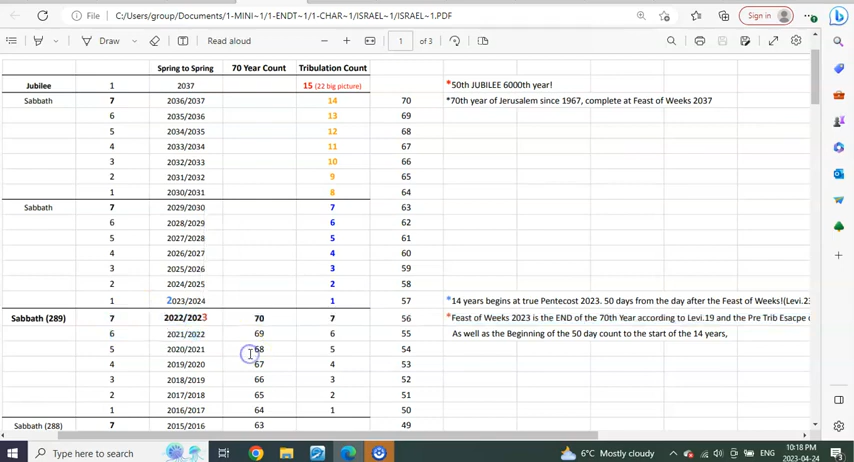 File C:/Users/group/Documents/1-MINI~1/1-ENDT~1/1-CHAR~1/ISRAEL~1/ISRAEL~1.PDF
Sign in
Draw Read aloud 1 of 3
Spring to Spring 70 Year Count Tribulation Count
Jubilee 1 2037 15 (22 big picture) *50th JUBILEE 6000th year!
Sabbath 7 2036/2037 14 70 *70th year of Jerusalem since 1967, complete at Feast of Weeks 2037
6 2035/2036 13 69
5 2034/2035 12 68
4 2033/2034 11 67
3 2032/2033 10 66
2 2031/2032 9 65
1 2030/2031 8 64
Sabbath 7 2029/2030 7 63
6 2028/2029 6 62
5 2027/2028 5 61
4 2026/2027 4 60
3 2025/2026 3 59
2 2024/2025 2 58
1 2023/2024 1 57 *14 years begins at true Pentecost 2023. 50 days from the day after the Feast of Weeks!(Levi.23
Sabbath (289) 7 2022/2023 70 7 56 *Feast of Weeks 2023 is the END of the 70th Year according to Levi.19 and the Pre Trib Esacpe o
6 2021/2022 69 6 55 As well as the Beginning of the 50 day count to the start of the 14 years,
5 2020/2021 68 5 54
4 2019/2020 67 4 53
3 2018/2019 66 3 52
2 2017/2018 65 2 51
1 2016/2017 64 1 50
Sabbath (288) 7 2015/2016 63 49
Type here to search 6°C Mostly cloudy ENG 10:18 PM
2023-04-24